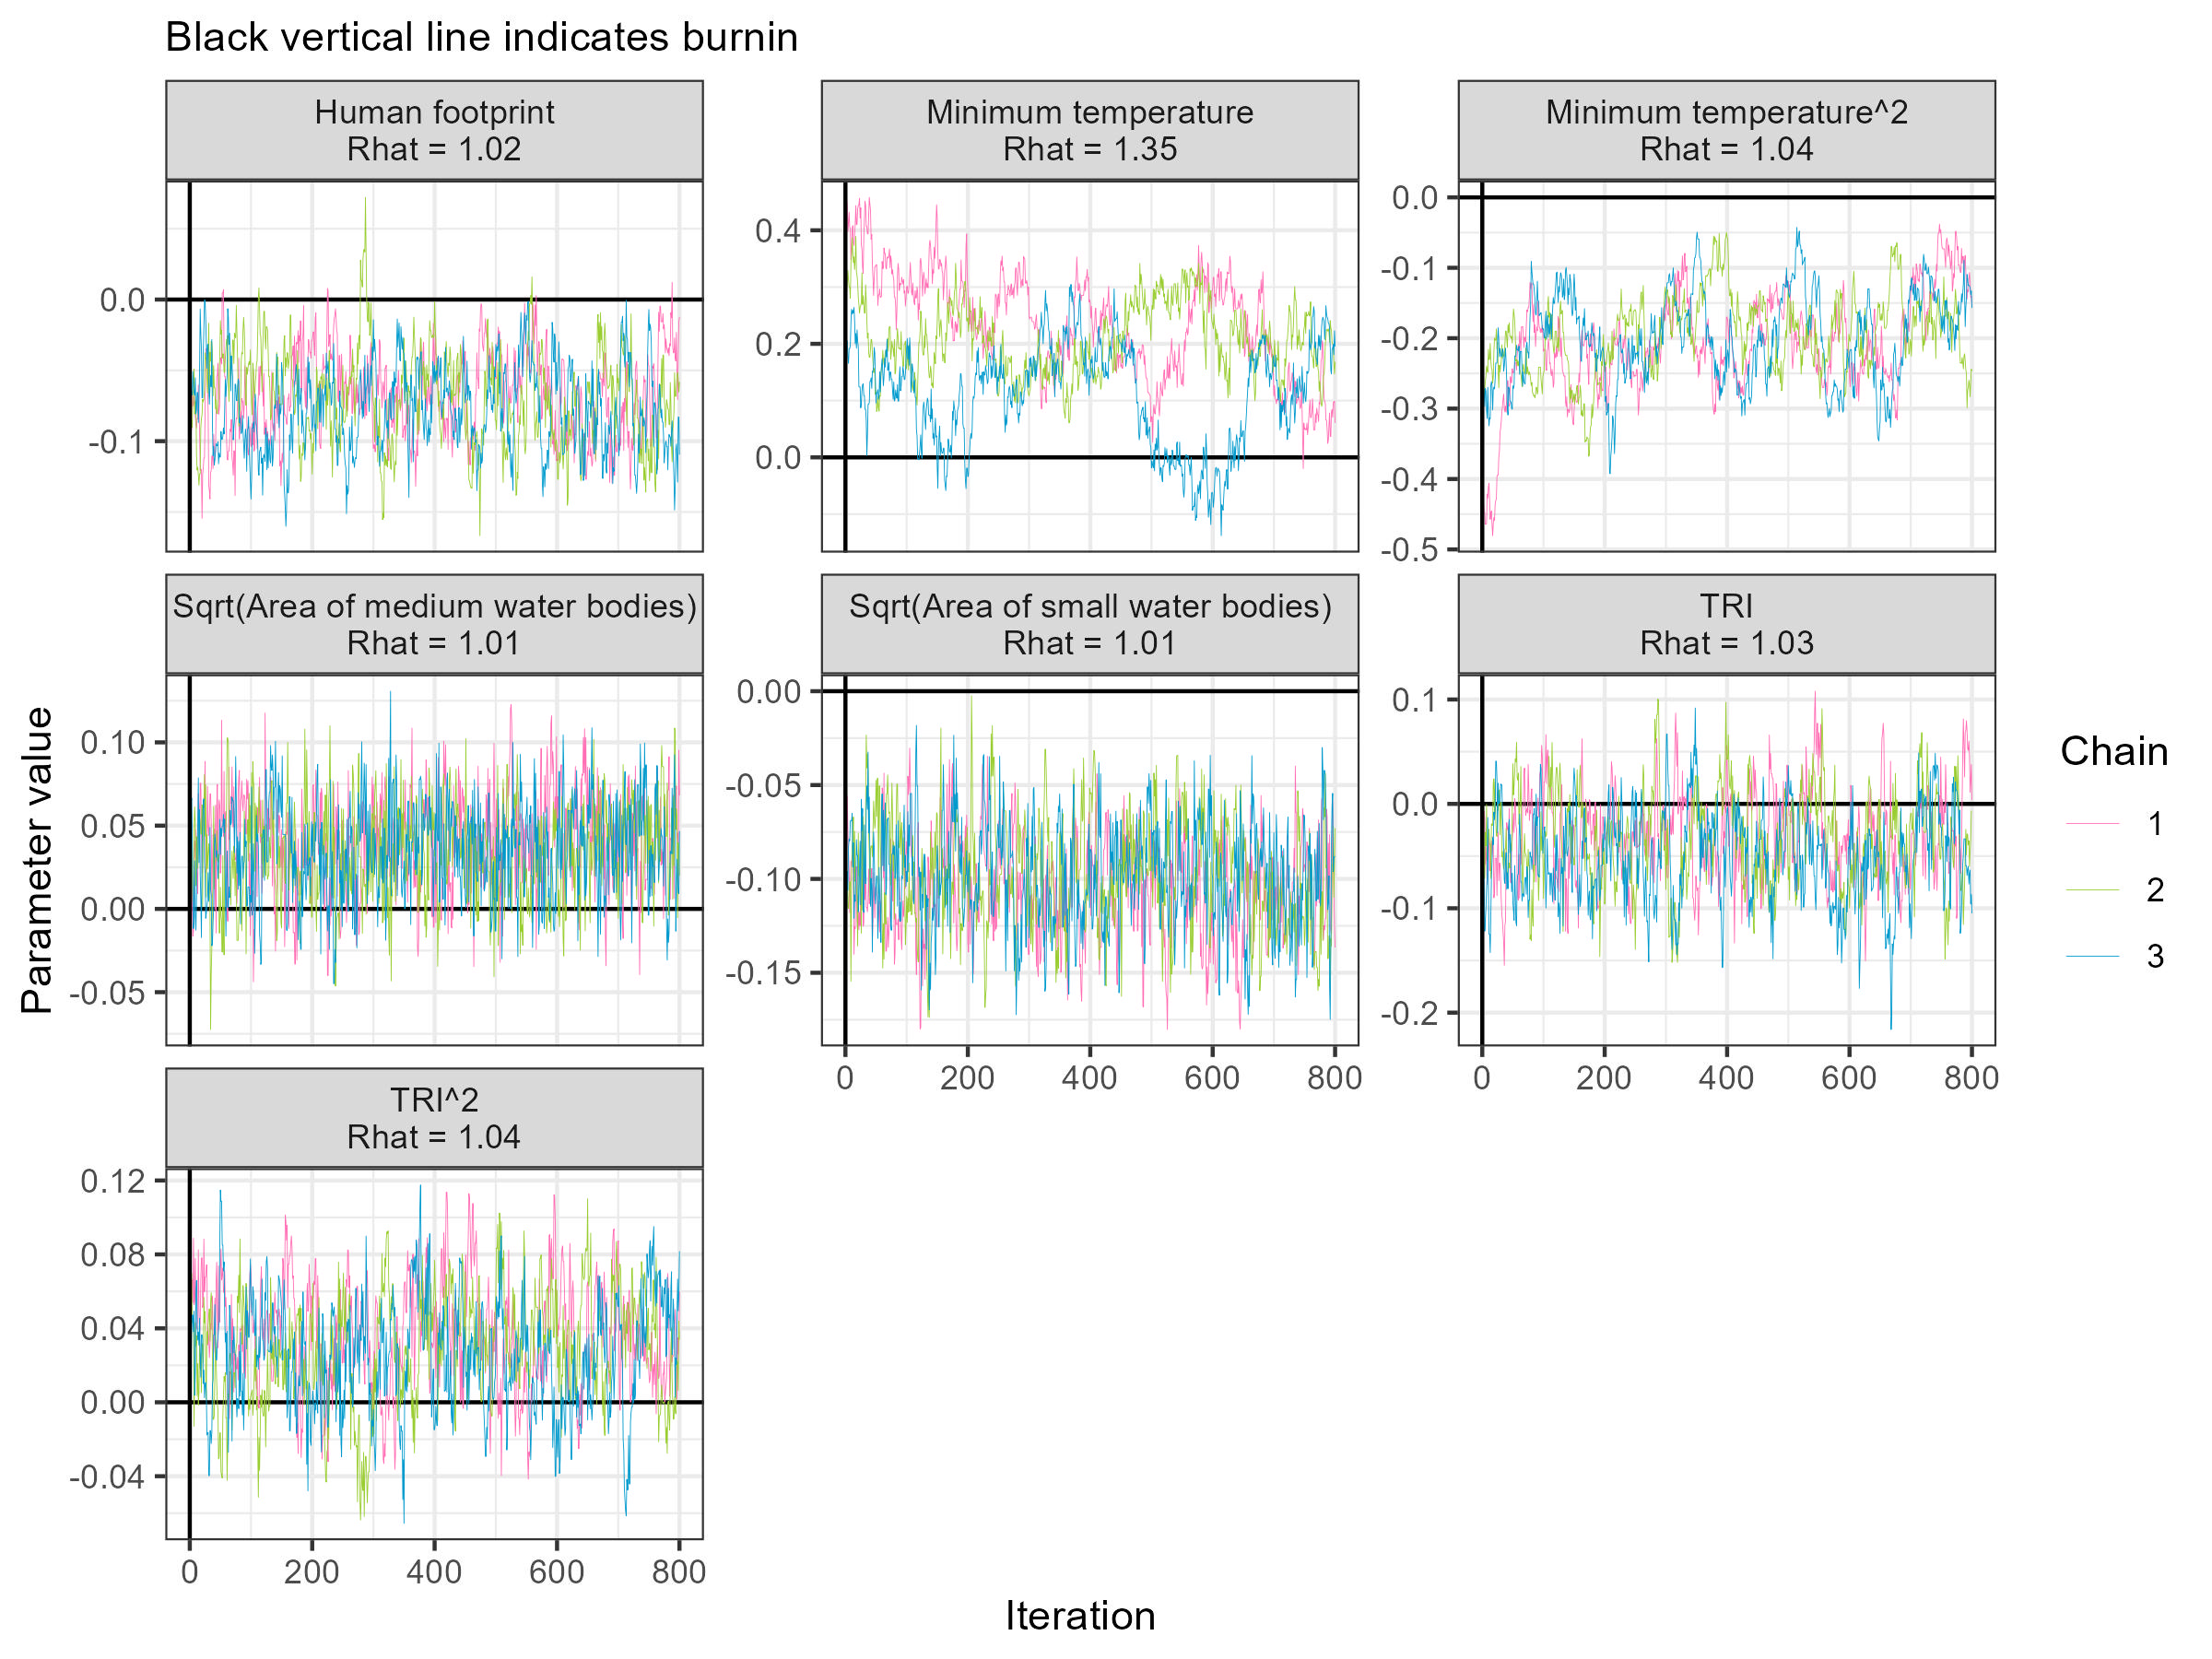 Black vertical line indicates burnin
Human footprint
Rhat = 1.02
Minimum temperature
Rhat = 1.35
Minimum temperature^2
Rhat = 1.04
0.0
-0.1
0.4
0.2
0.0
0.0
-0.1
-0.2
-0.3
-0.4
-0.5
Sqrt(Area of medium water bodies)
Rhat = 1.01
Sqrt(Area of small water bodies)
Rhat = 1.01
TRI
Rhat = 1.03
Parameter value
0.10
0.05
0.00
-0.05
0.00
-0.05
-0.10
-0.15
0.1
0.0
-0.1
-0.2
0 200 400 600 800
0 200 400 600 800
TRI^2
Rhat = 1.04
0.12
0.08
0.04
0.00
-0.04
0 200 400 600 800
Iteration
Chain
1
2
3